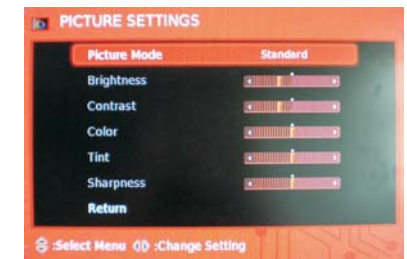 PICTURE SETTINGS
Picture Mode Standard
Brightness
Contrast
Color
Tint
Sharpness
Return
:Select Menu :Change Setting